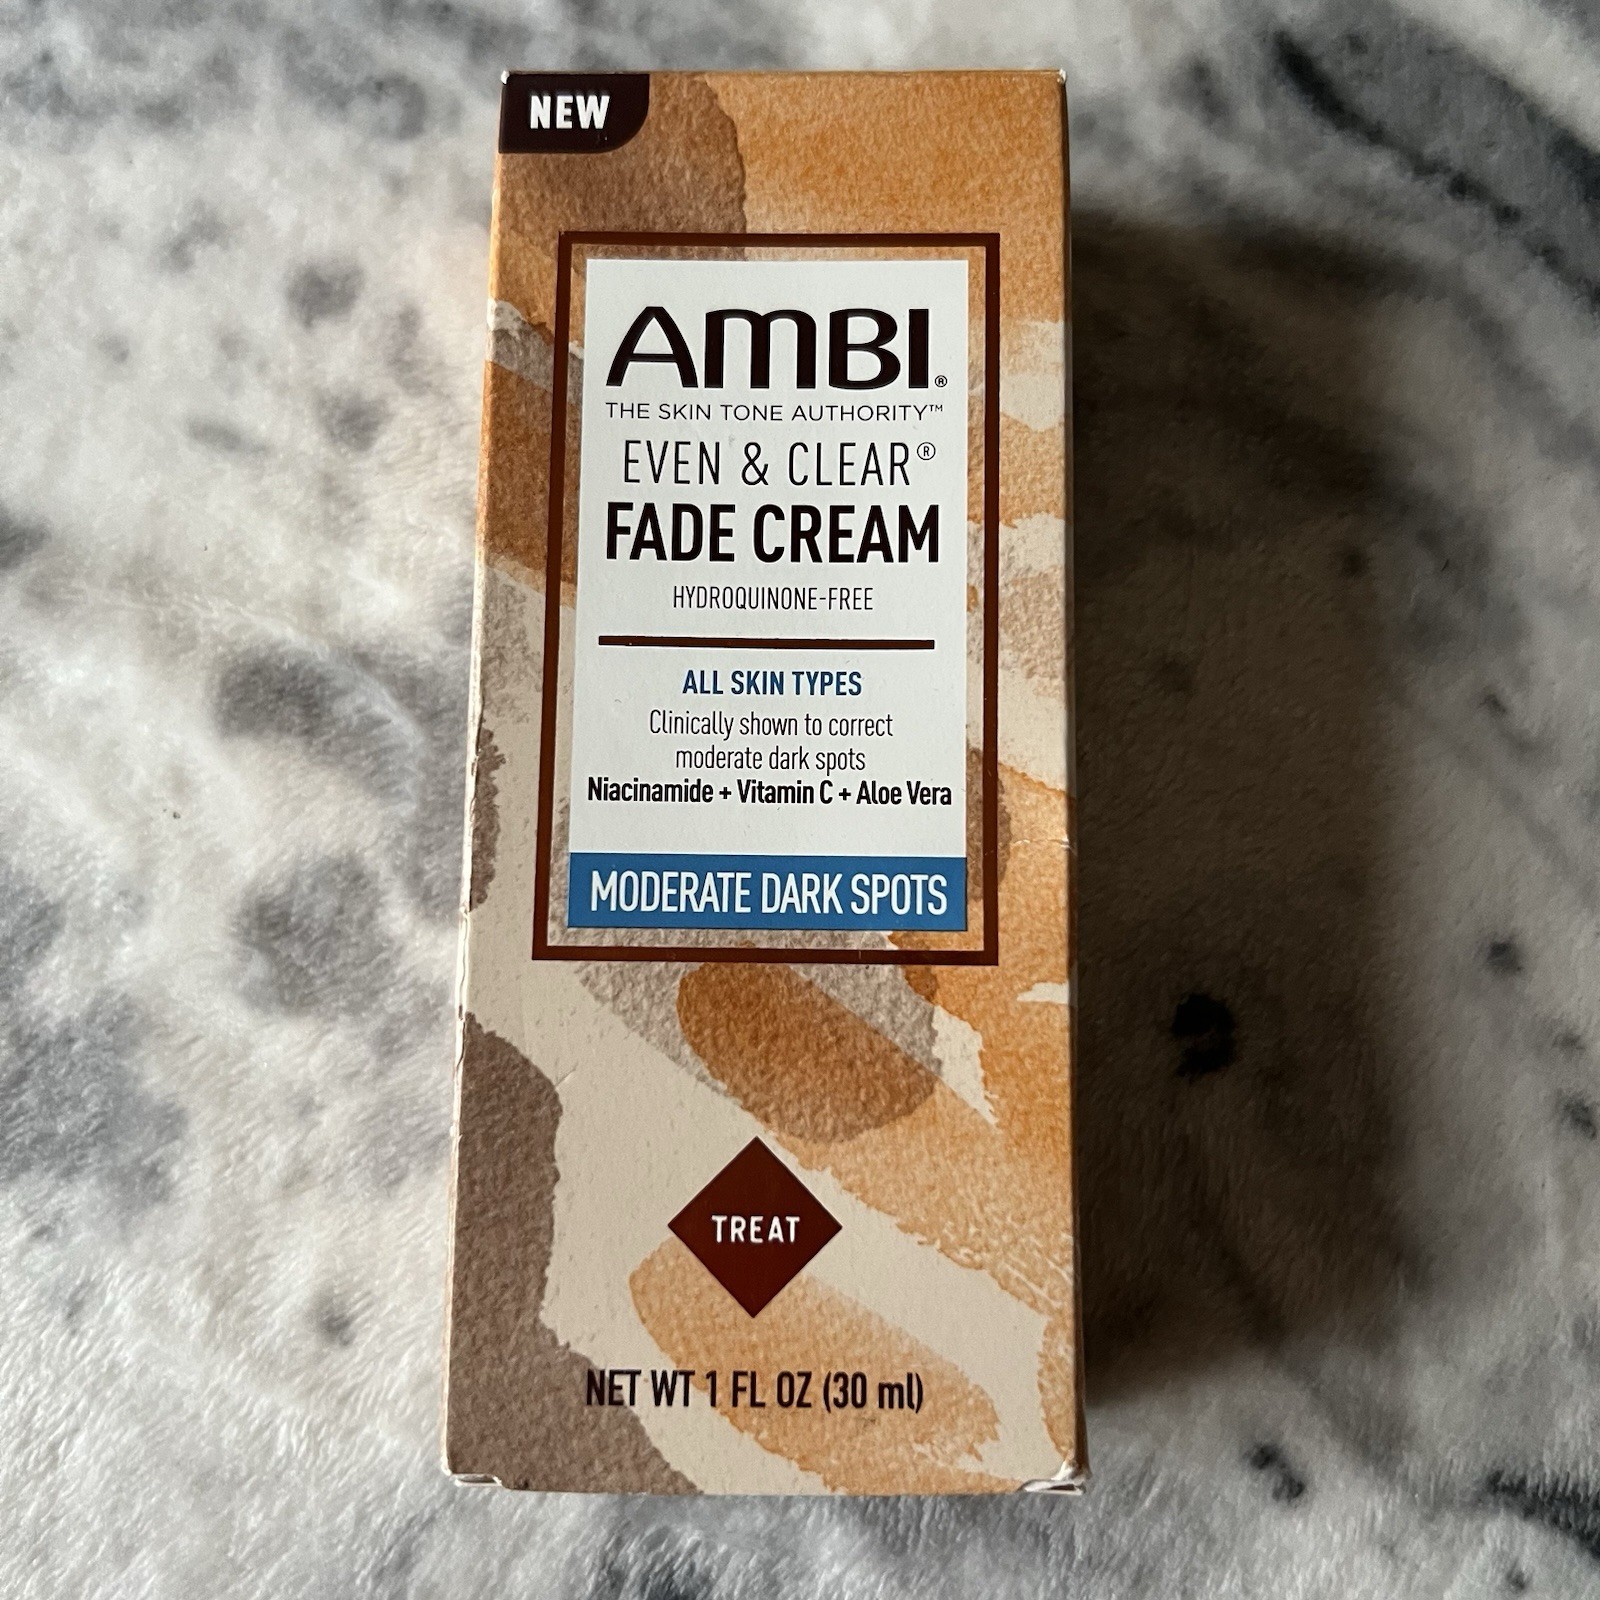 NEW
AMBI®
THE SKIN TONE AUTHORITY™
EVEN & CLEAR®
FADE CREAM
HYDROQUINONE-FREE
ALL SKIN TYPES
Clinically shown to correct
moderate dark spots
Niacinamide + Vitamin C + Aloe Vera
MODERATE DARK SPOTS
TREAT
NET WT 1 FL OZ (30 ml)